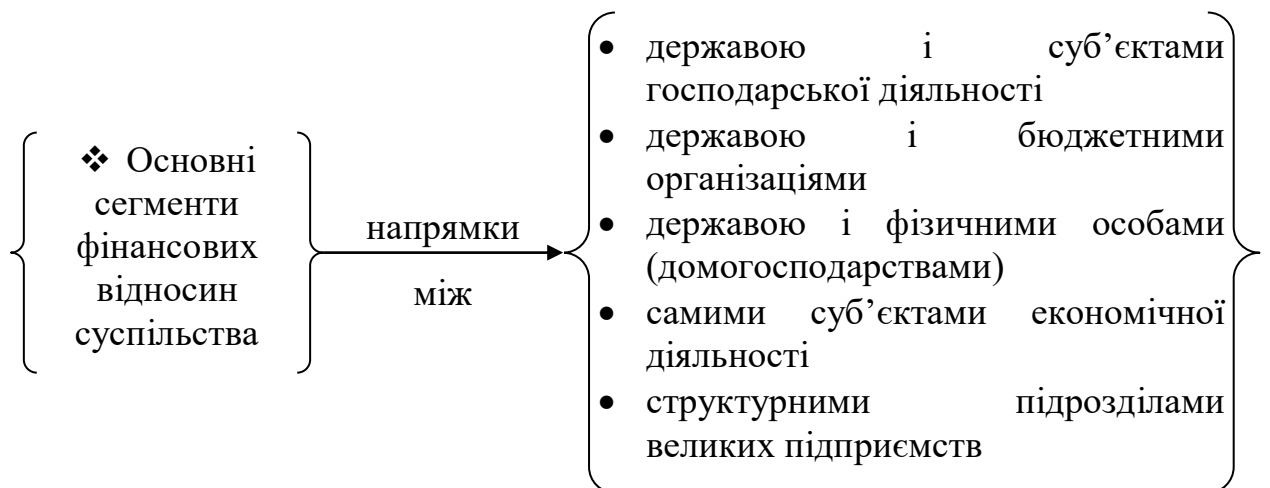 ❖ Основні
сегменти
фінансових
відносин
суспільства
напрямки
між
• державою і суб’єктами
господарської діяльності
• державою і бюджетними
організаціями
• державою і фізичними особами
(домогосподарствами)
• самими суб’єктами економічної
діяльності
• структурними підрозділами
великих підприємств